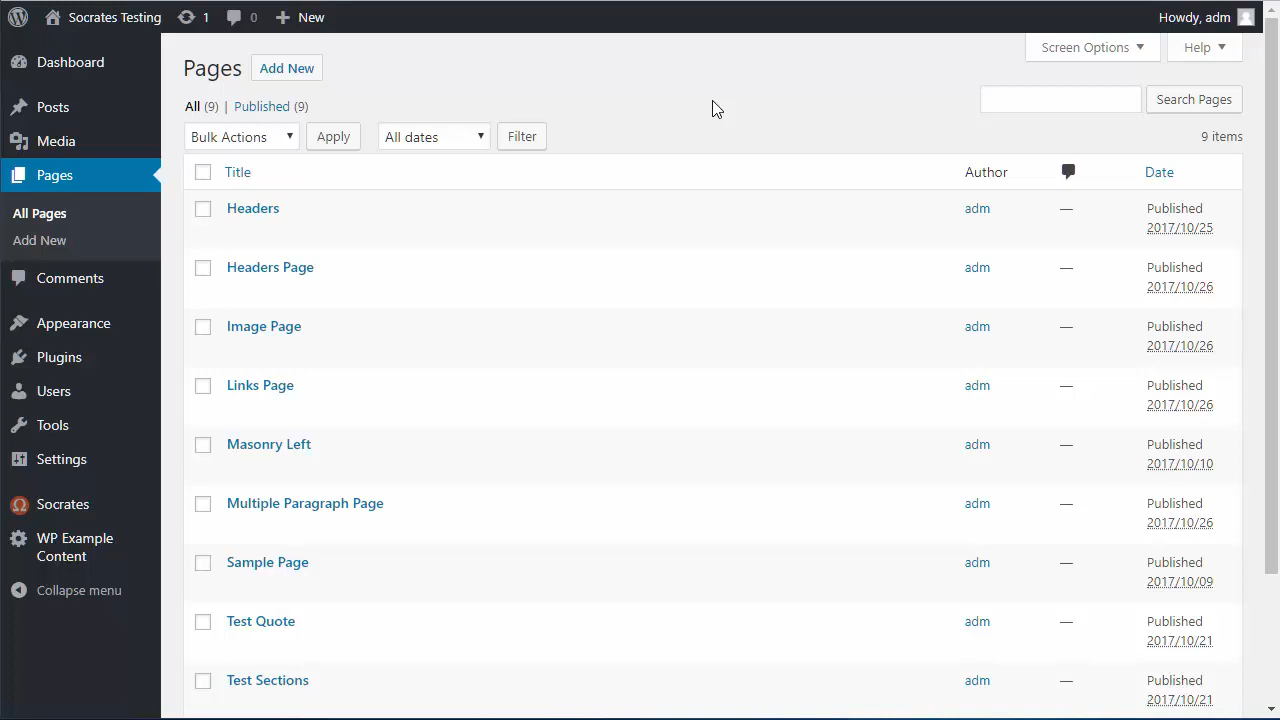 Socrates Testing 1 0 New Howdy, adm
Dashboard
Posts
Media
Pages
All Pages
Add New
Comments
Appearance
Plugins
Users
Tools
Settings
Socrates
WP Example
Content
Collapse menu
Screen Options Help
Pages Add New
All (9) | Published (9)
Search Pages
Bulk Actions Apply All dates Filter 9 items
Title Author Date
Headers adm — Published
2017/10/25
Headers Page adm — Published
2017/10/26
Image Page adm — Published
2017/10/26
Links Page adm — Published
2017/10/26
Masonry Left adm — Published
2017/10/10
Multiple Paragraph Page adm — Published
2017/10/26
Sample Page adm — Published
2017/10/09
Test Quote adm — Published
2017/10/21
Test Sections adm — Published
2017/10/21